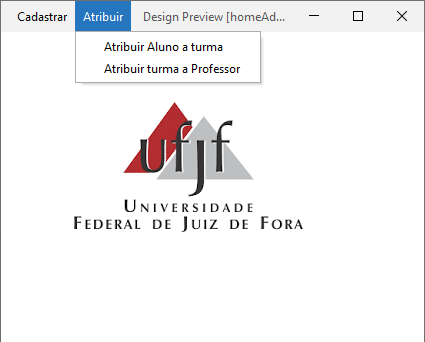 Cadastrar Atribuir Design Preview [homeAd...
Atribuir Aluno a turma
Atribuir turma a Professor
ufjf
UNIVERSIDADE
FEDERAL DE JUIZ DE FORA